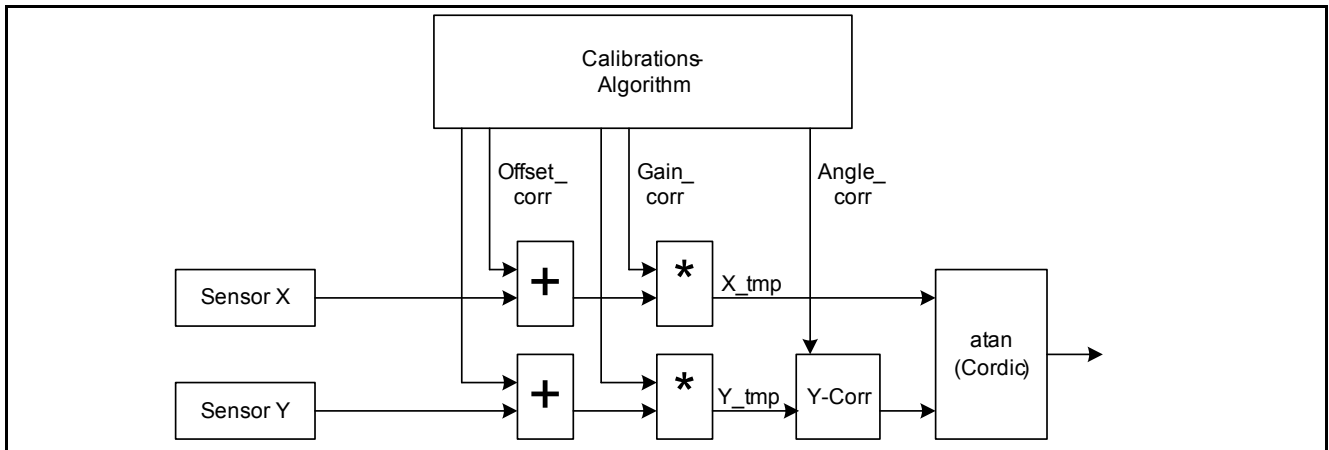 Calibrations-
Algorithm
Offset_
corr
Gain_
corr
Angle_
corr
Sensor X
+
*
X_tmp
atan
(Cordic)
Sensor Y
+
*
Y_tmp
Y-Corr